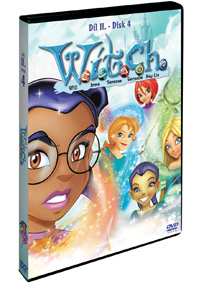 Díl II. - Disk 4
W.i.t.c.h.
Will Irma Taranee Cornelia Hay Lin
DVD